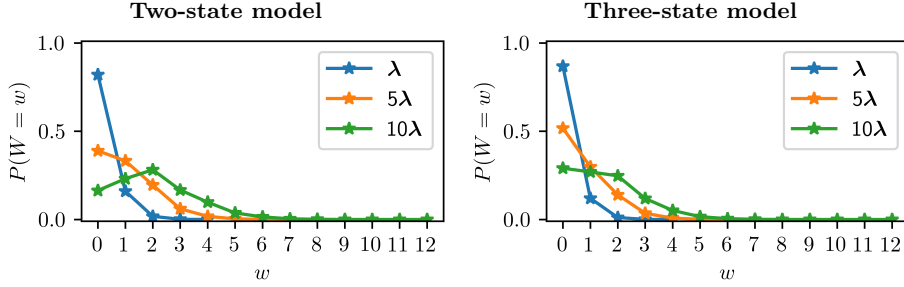 Two-state model
1.0
0.5
0.0
P(W = w)
λ
5λ
10λ
0 1 2 3 4 5 6 7 8 9 10 11 12
w
Three-state model
1.0
0.5
0.0
P(W = w)
λ
5λ
10λ
0 1 2 3 4 5 6 7 8 9 10 11 12
w